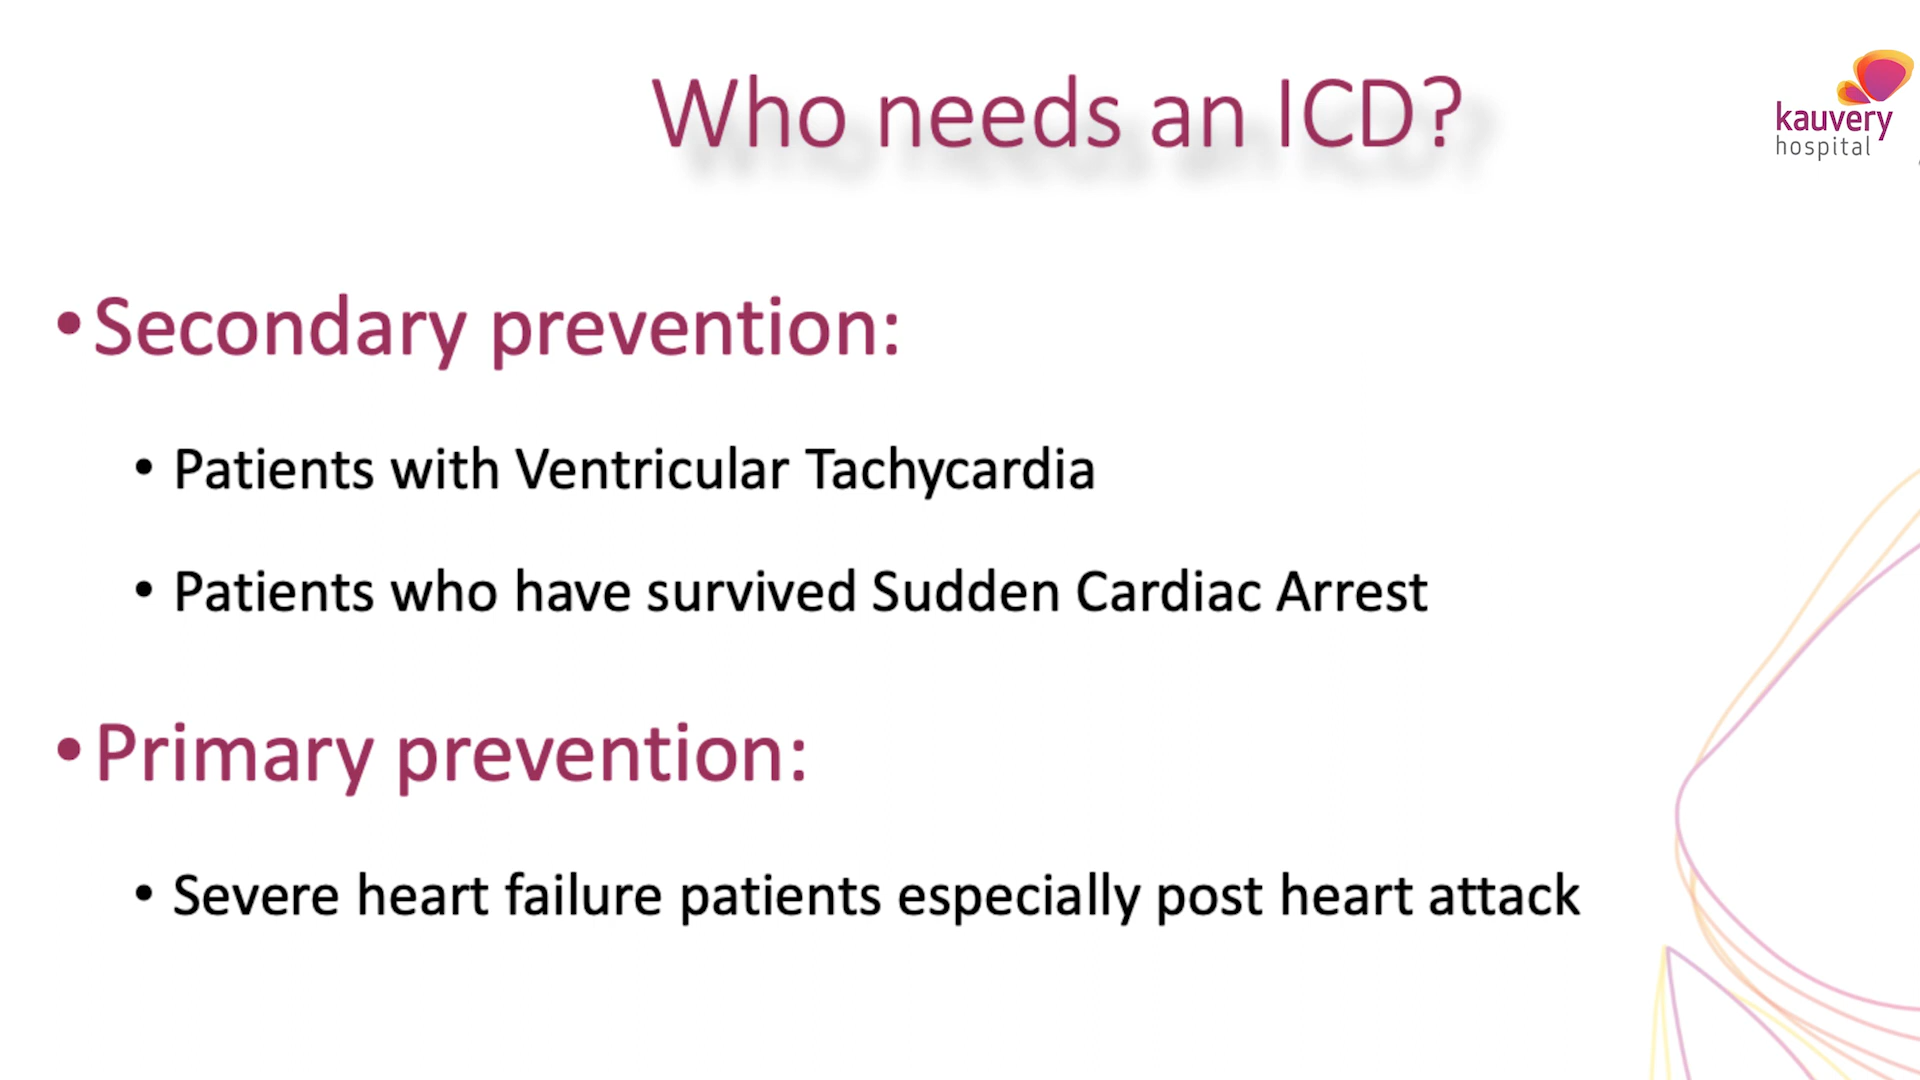 Who needs an ICD?
kauvery
hospital
•Secondary prevention:
• Patients with Ventricular Tachycardia
• Patients who have survived Sudden Cardiac Arrest
•Primary prevention:
• Severe heart failure patients especially post heart attack